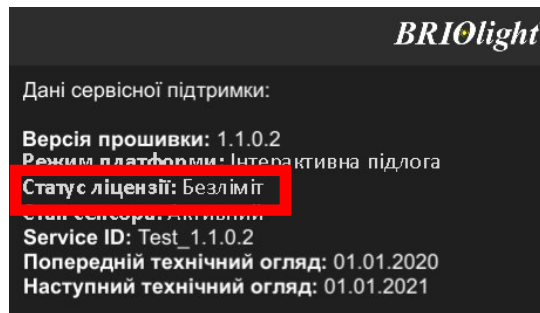 BRIOlight
Дані сервісної підтримки:
Версія прошивки: 1.1.0.2
Режим платформи: Інтерактивна підлога
Статус ліцензії: Безліміт
Стан сенсора: Активний
Service ID: Test_1.1.0.2
Попередній технічний огляд: 01.01.2020
Наступний технічний огляд: 01.01.2021